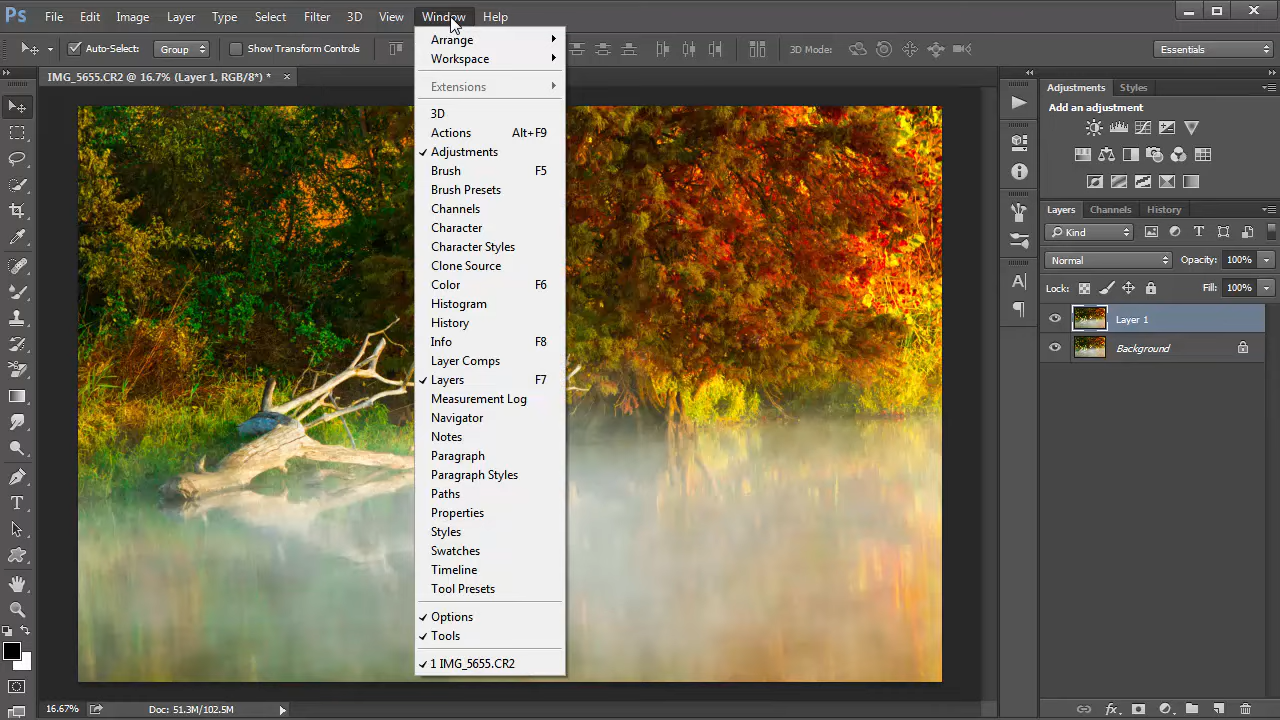 Ps File Edit Image Layer Type Select Filter 3D View Window Help
Auto-Select: Group Show Transform Controls 3D Mode: Essentials
IMG_5655.CR2 @ 16.7% (Layer 1, RGB/8*) * ×
Arrange
Workspace
Extensions
3D
Actions Alt+F9
Adjustments
Brush F5
Brush Presets
Channels
Character
Character Styles
Clone Source
Color F6
Histogram
History
Info F8
Layer Comps
Layers F7
Measurement Log
Navigator
Notes
Paragraph
Paragraph Styles
Paths
Properties
Styles
Swatches
Timeline
Tool Presets
Options
Tools
1 IMG_5655.CR2
Adjustments Styles
Add an adjustment
Layers Channels History
Kind
Normal Opacity: 100%
Lock: Fill: 100%
Layer 1
Background
16.67% Doc: 51.3M/102.5M